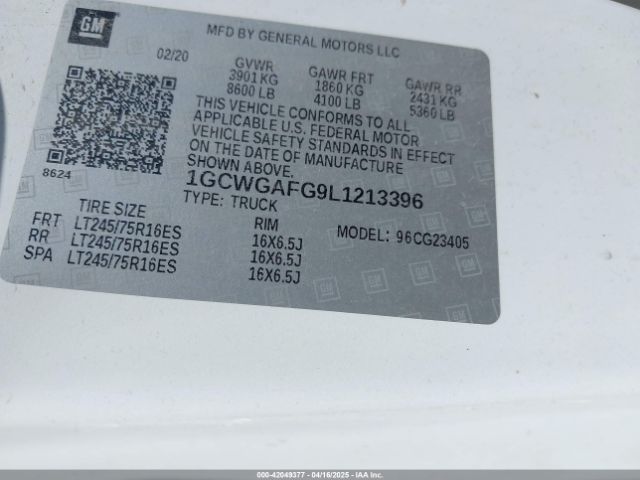 GM
MFD BY GENERAL MOTORS LLC
02/20
GVWR GAWR FRT GAWR RR
3901 KG 1860 KG 2431 KG
8600 LB 4100 LB 5360 LB
THIS VEHICLE CONFORMS TO ALL
APPLICABLE U.S. FEDERAL MOTOR
VEHICLE SAFETY STANDARDS IN EFFECT
ON THE DATE OF MANUFACTURE
SHOWN ABOVE.
8624
1GCWGAFG9L1213396
TYPE: TRUCK
TIRE SIZE RIM MODEL: 96CG23405
FRT LT245/75R16ES 16X6.5J
RR LT245/75R16ES 16X6.5J
SPA LT245/75R16ES 16X6.5J
000-42049377 - 04/16/2025 - IAAI.COM